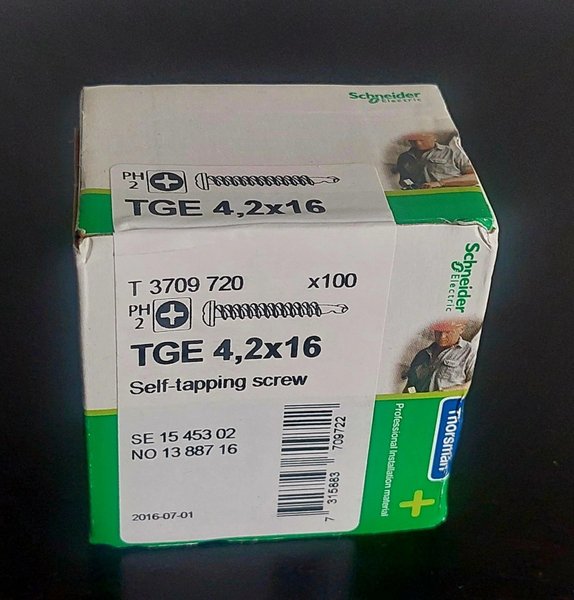 Schneider
Electric
PH
2
TGE 4,2x16
T 3709 720 x100
PH
2
TGE 4,2x16
Self-tapping screw
SE 15 453 02
NO 13 887 16
2016-07-01
7 315883 709722
Schneider
Electric
Thorsman
Professional Installation material